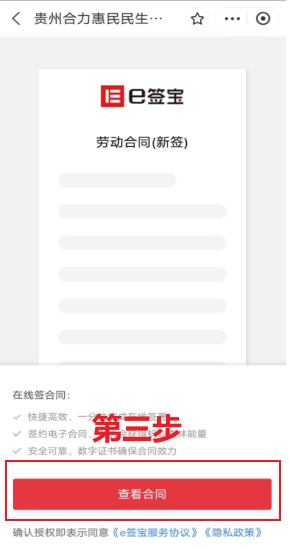 贵州合力惠民民生...
e签宝
劳动合同(新签)
在线签合同:
快捷高效,一分
签约电子合同,
第三步
安全可靠,数字证书确保合同效力
查看合同
确认授权即表示同意《e签宝服务协议》《隐私政策》